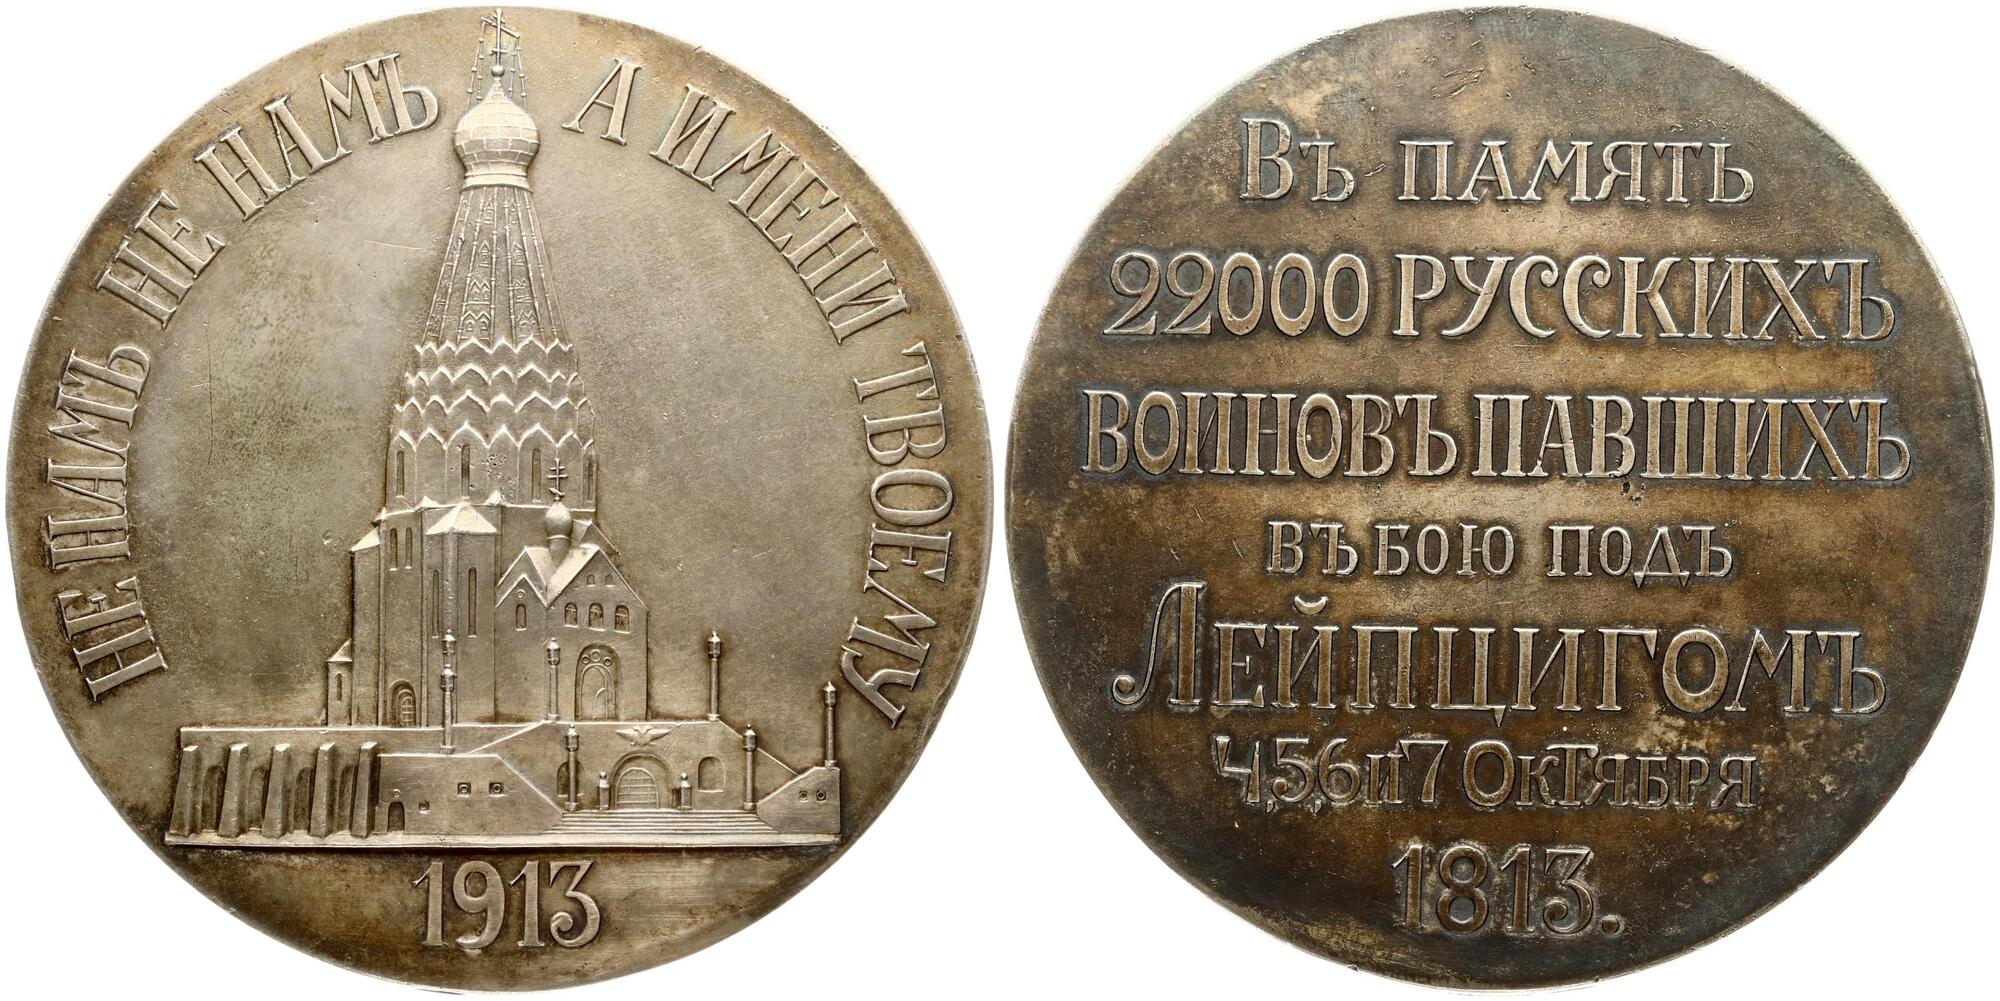 НЕ НАМЪ НЕ НАМЪ А ИМЕНИ ТВОЕМУ
1913
ВЪ ПАМЯТЬ
22000 РУССКИХЪ
ВОИНОВЪ ПАВШИХЪ
ВЪ БОЮ ПОДЪ
ЛЕЙПЦИГОМЪ
4,5,6 И 7 ОКТЯБРЯ
1813.